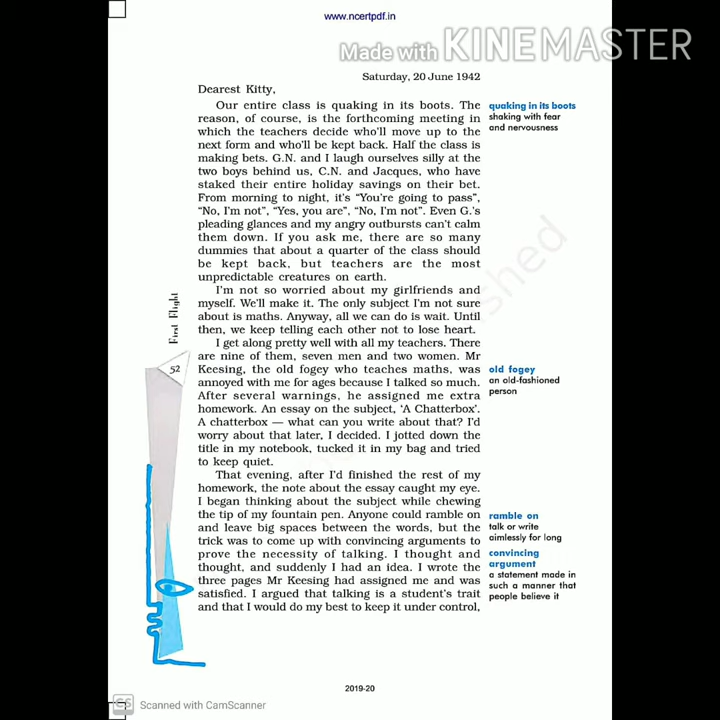 www.ncertpdf.in
Made with KINEMASTER
Saturday, 20 June 1942
Dearest Kitty,
Our entire class is quaking in its boots. The
reason, of course, is the forthcoming meeting in
which the teachers decide who'll move up to the
next form and who'll be kept back. Half the class is
making bets. G.N. and I laugh ourselves silly at the
two boys behind us, C.N. and Jacques, who have
staked their entire holiday savings on their bet.
From morning to night, it's “You're going to pass”,
“No, I'm not”, “Yes, you are”, “No, I'm not”. Even G.'s
pleading glances and my angry outbursts can't calm
them down. If you ask me, there are so many
dummies that about a quarter of the class should
be kept back, but teachers are the most
unpredictable creatures on earth.
I'm not so worried about my girlfriends and
myself. We'll make it. The only subject I'm not sure
about is maths. Anyway, all we can do is wait. Until
then, we keep telling each other not to lose heart.
I get along pretty well with all my teachers. There
are nine of them, seven men and two women. Mr
Keesing, the old fogey who teaches maths, was
annoyed with me for ages because I talked so much.
After several warnings, he assigned me extra
homework. An essay on the subject, ‘A Chatterbox’.
A chatterbox — what can you write about that? I'd
worry about that later, I decided. I jotted down the
title in my notebook, tucked it in my bag and tried
to keep quiet.
That evening, after I'd finished the rest of my
homework, the note about the essay caught my eye.
I began thinking about the subject while chewing
the tip of my fountain pen. Anyone could ramble on
and leave big spaces between the words, but the
trick was to come up with convincing arguments to
prove the necessity of talking. I thought and
thought, and suddenly I had an idea. I wrote the
three pages Mr Keesing had assigned me and was
satisfied. I argued that talking is a student's trait
and that I would do my best to keep it under control,
quaking in its boots
shaking with fear
and nervousness
old fogey
an old-fashioned
person
ramble on
talk or write
aimlessly for long
convincing
argument
a statement made in
such a manner that
people believe it
First Flight
52
2019-20
CS Scanned with CamScanner